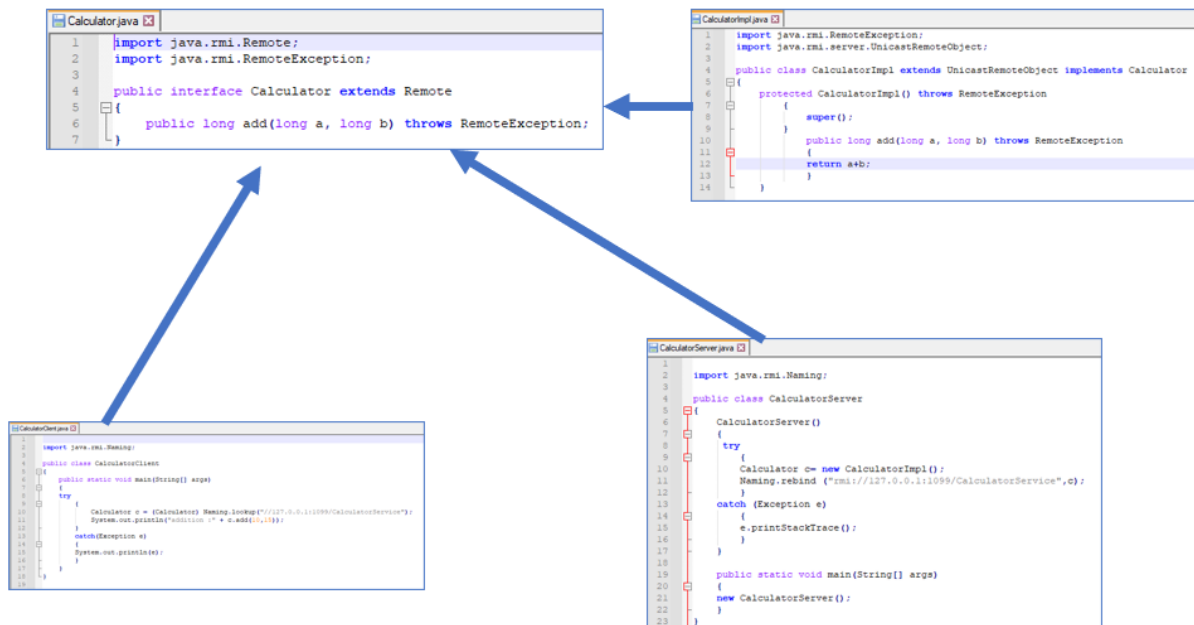 Calculator.java
1 import java.rmi.Remote;
2 import java.rmi.RemoteException;
3
4 public interface Calculator extends Remote
5 {
6 public long add(long a, long b) throws RemoteException;
7 }
CalculatorImpl.java
1 import java.rmi.RemoteException;
2 import java.rmi.server.UnicastRemoteObject;
3
4 public class CalculatorImpl extends UnicastRemoteObject implements Calculator
5 {
6 protected CalculatorImpl() throws RemoteException
7 {
8 super();
9 }
10 public long add(long a, long b) throws RemoteException
11 {
12 return a+b;
13 }
14 }
CalculatorClient.java
1
2 import java.rmi.Naming;
3
4 public class CalculatorClient
5 {
6 public static void main(String[] args)
7 {
8 try
9 {
10 Calculator c = (Calculator) Naming.lookup("//127.0.0.1:1099/CalculatorService");
11 System.out.println("addition :" + c.add(10,15));
12 }
13 catch(Exception e)
14 {
15 System.out.println(e);
16 }
17 }
18 }
19
CalculatorServer.java
1
2 import java.rmi.Naming;
3
4 public class CalculatorServer
5 {
6 CalculatorServer()
7 {
8 try
9 {
10 Calculator c= new CalculatorImpl();
11 Naming.rebind ("rmi://127.0.0.1:1099/CalculatorService",c);
12 }
13 catch (Exception e)
14 {
15 e.printStackTrace();
16 }
17 }
18
19 public static void main(String[] args)
20 {
21 new CalculatorServer();
22 }
23 }